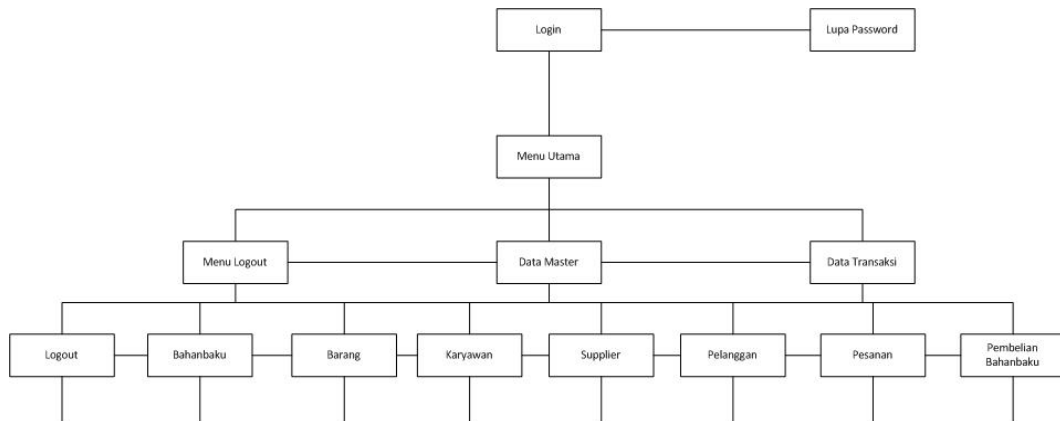 Login
Lupa Password
Menu Utama
Menu Logout
Data Master
Data Transaksi
Logout
Bahanbaku
Barang
Karyawan
Supplier
Pelanggan
Pesanan
Pembelian
Bahanbaku